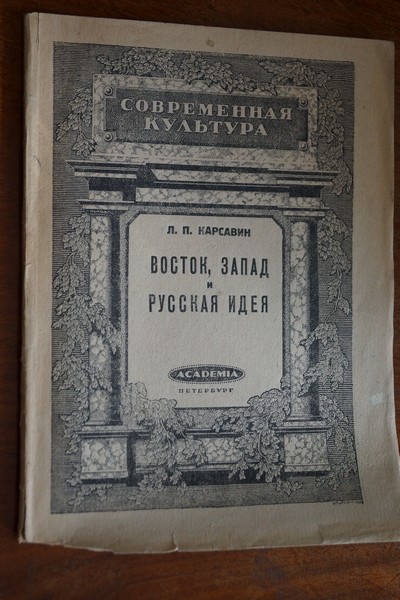 СОВРЕМЕННАЯ
КУЛЬТУРА
Л. П. КАРСАВИН
ВОСТОК, ЗАПАД
и
РУССКАЯ ИДЕЯ
ACADEMIA
ПЕТЕРБУРГ